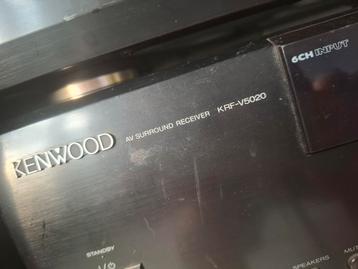 6CH INPUT
KENWOOD
AV SURROUND RECEIVER KRF-V5020
STANDBY
SPEAKERS